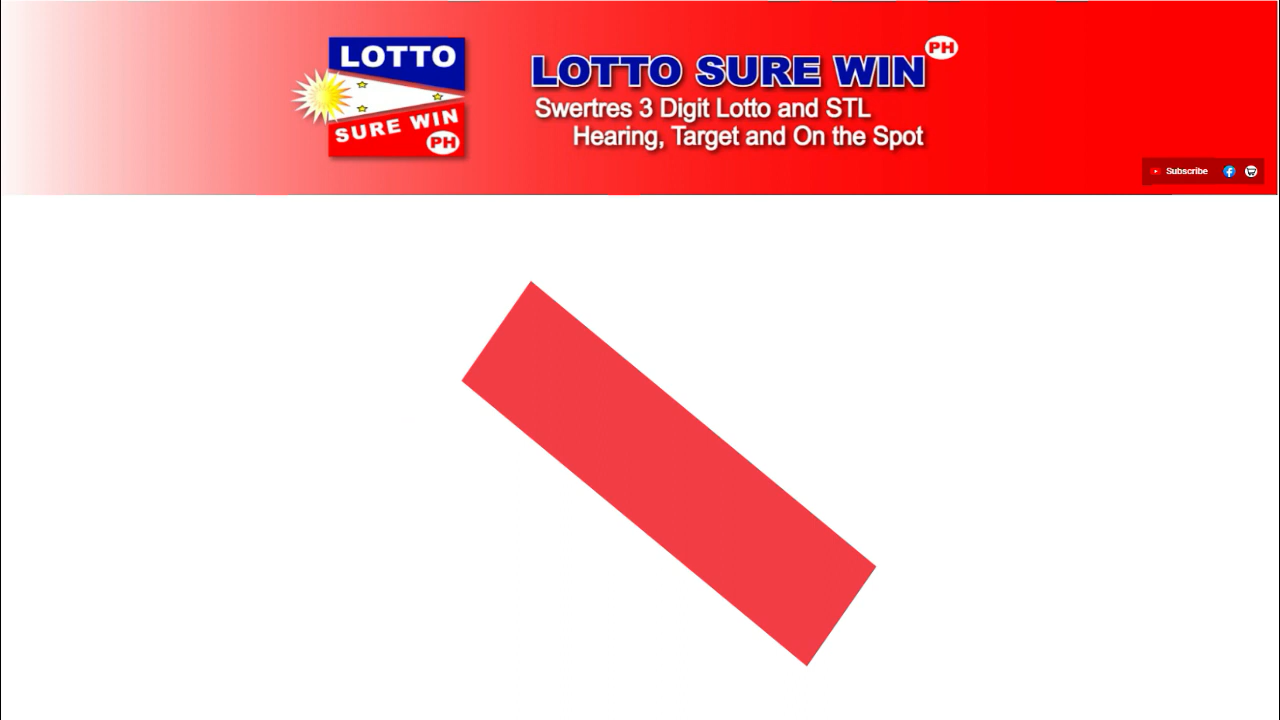 LOTTO
SURE WIN
PH
LOTTO SURE WIN PH
Swertres 3 Digit Lotto and STL
Hearing, Target and On the Spot
Subscribe